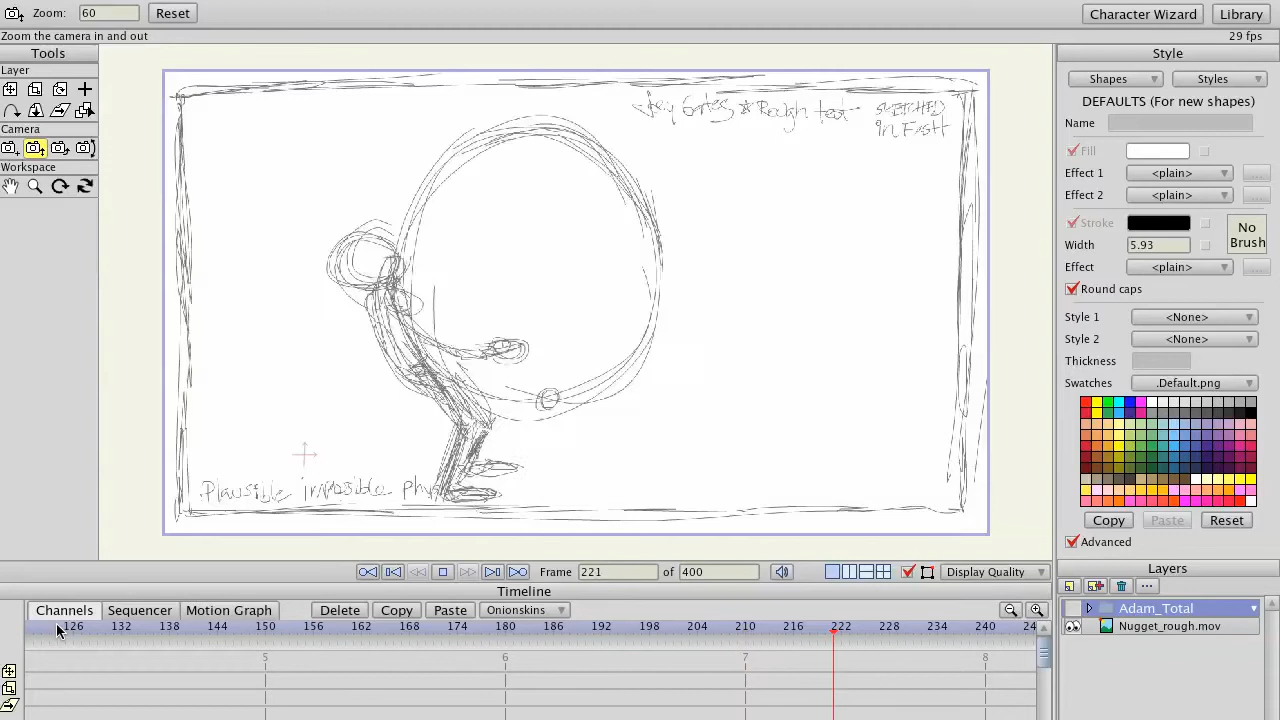 Zoom: 60 Reset Character Wizard Library
Zoom the camera in and out 29 fps
Tools
Layer
Camera
Workspace
Rough test SKETCHED
in Flash
Plausible impossible
Style
Shapes Styles
DEFAULTS (For new shapes)
Name
Fill
Effect 1 <plain> ...
Effect 2 <plain> ...
Stroke
Width 5.93
No
Brush
Effect <plain> ...
Round caps
Style 1 <None>
Style 2 <None>
Thickness
Swatches .Default.png
Copy Paste Reset
Advanced
Frame 221 of 400 Display Quality
Timeline
Channels Sequencer Motion Graph Delete Copy Paste Onionskins
126 132 138 144 150 156 162 168 174 180 186 192 198 204 210 216 222 228 234 240 24
5 6 7 8
Layers
...
Adam_Total
Nugget_rough.mov